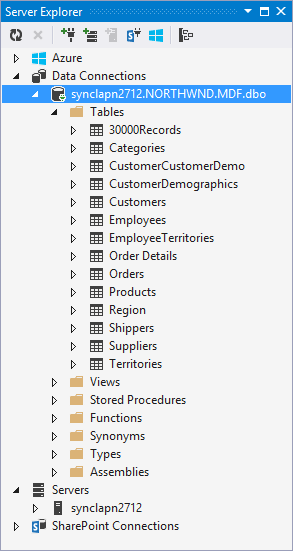 Server Explorer
Azure
Data Connections
synclapn2712.NORTHWND.MDF.dbo
Tables
30000Records
Categories
CustomerCustomerDemo
CustomerDemographics
Customers
Employees
EmployeeTerritories
Order Details
Orders
Products
Region
Shippers
Suppliers
Territories
Views
Stored Procedures
Functions
Synonyms
Types
Assemblies
Servers
synclapn2712
SharePoint Connections